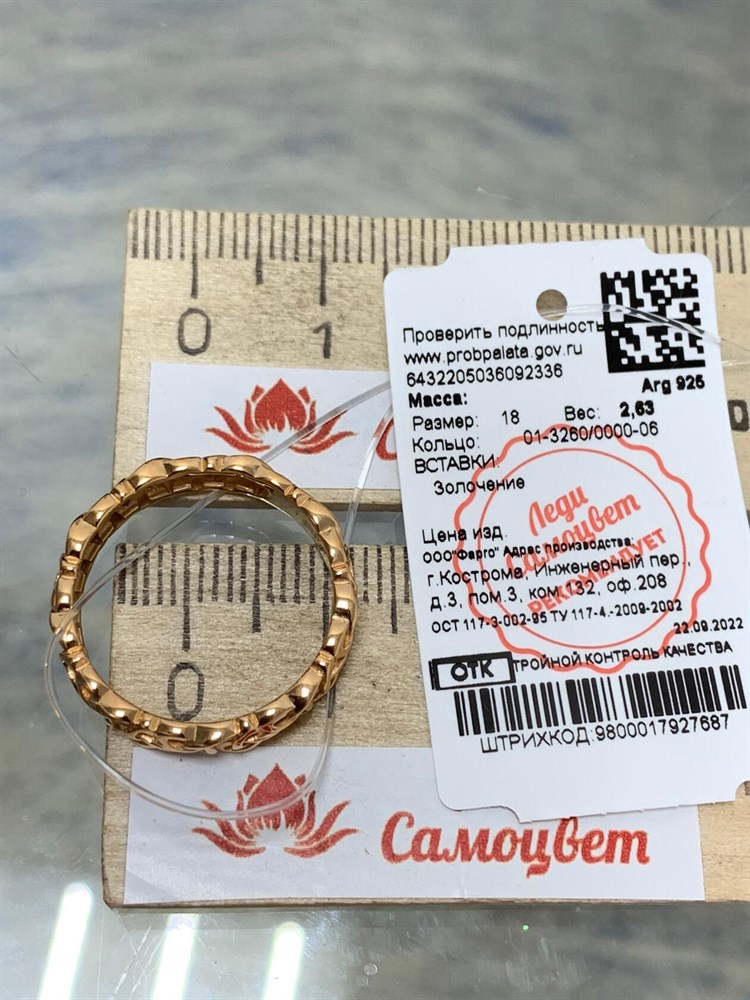 0
1
Проверить подлинность
www.probpalata.gov.ru
6432205036092336
Arg 925
Масса:
Размер: 18 Вес: 2,63
Кольцо: 01-3260/0000-06
ВСТАВКИ:
Золочение
Цена изд.
ООО"Фарго" Адрес производства:
г.Кострома, Инженерный пер.,
д.3, пом.3, ком.132, оф.208
ОСТ 117-3-002-95 ТУ 117-4.-2009-2002
22.09.2022
ОТК ТРОЙНОЙ КОНТРОЛЬ КАЧЕСТВА
ШТРИХКОД:9800017927687
Леди
Самоцвет
РЕКОМЕНДУЕТ
0
Самоцвет